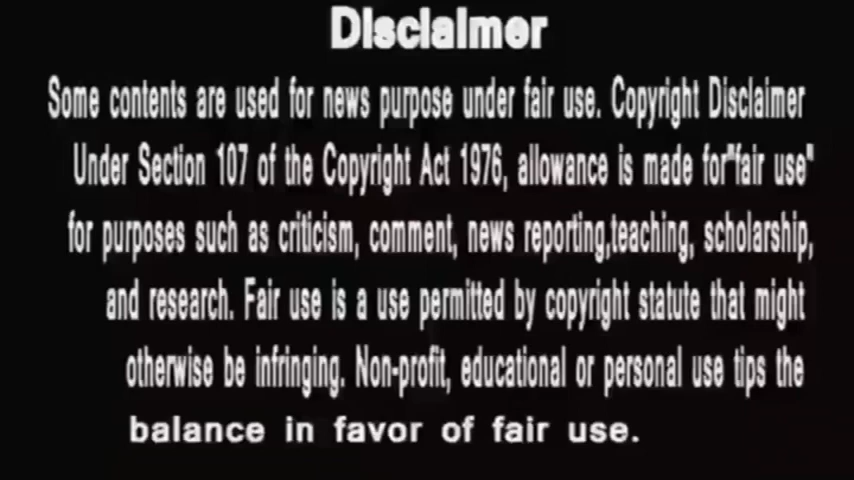 Disclaimer
Some contents are used for news purpose under fair use. Copyright Disclaimer
Under Section 107 of the Copyright Act 1976, allowance is made for"fair use"
for purposes such as criticism, comment, news reporting,teaching, scholarship,
and research. Fair use is a use permitted by copyright statute that might
otherwise be infringing. Non-profit, educational or personal use tips the
balance in favor of fair use.